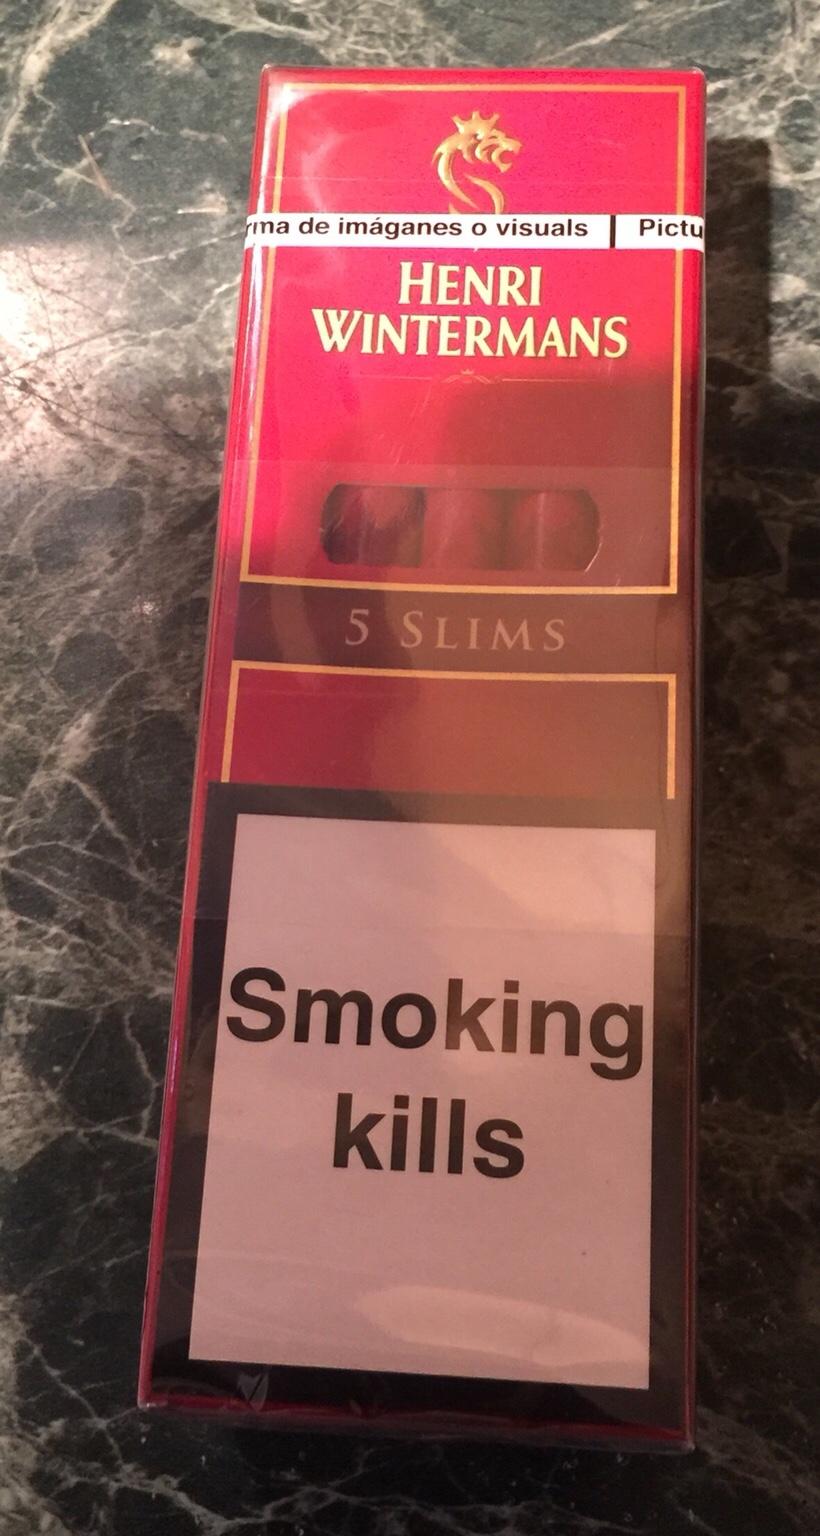 rma de imáganes o visuals | Pictu
HENRI
WINTERMANS
5 SLIMS
Smoking
kills